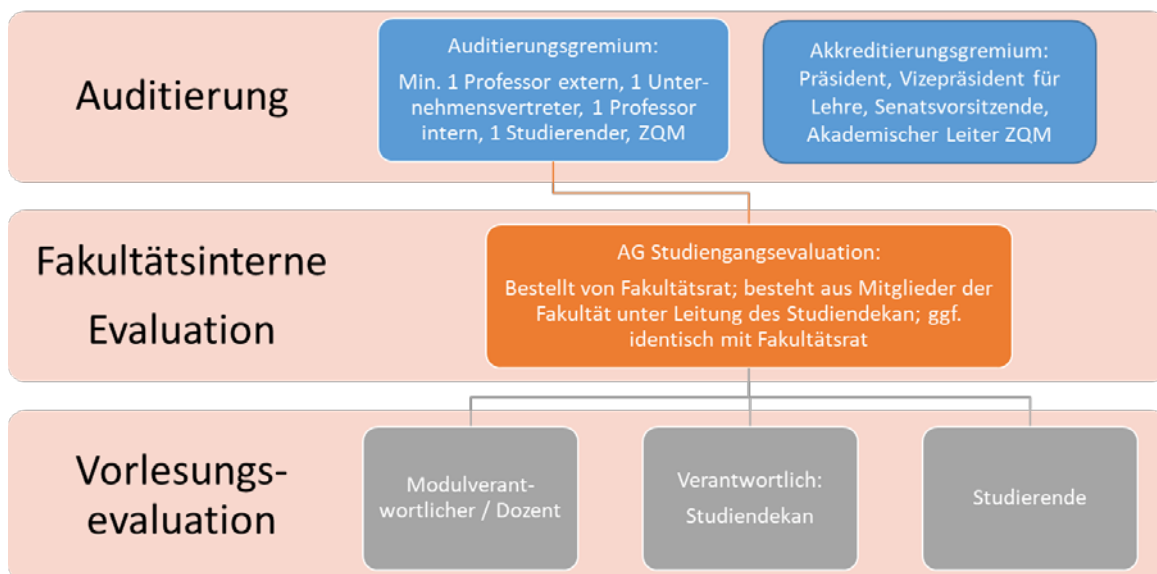 Auditierung
Auditierungsgremium:
Min. 1 Professor extern, 1 Unter-
nehmensvertreter, 1 Professor
intern, 1 Studierender, ZQM
Akkreditierungsgremium:
Präsident, Vizepräsident für
Lehre, Senatsvorsitzende,
Akademischer Leiter ZQM
Fakultätsinterne
Evaluation
AG Studiengangsevaluation:
Bestellt von Fakultätsrat; besteht aus Mitglieder der
Fakultät unter Leitung des Studiendekan; ggf.
identisch mit Fakultätsrat
Vorlesungs-
evaluation
Modulverant-
wortlicher / Dozent
Verantwortlich:
Studiendekan
Studierende